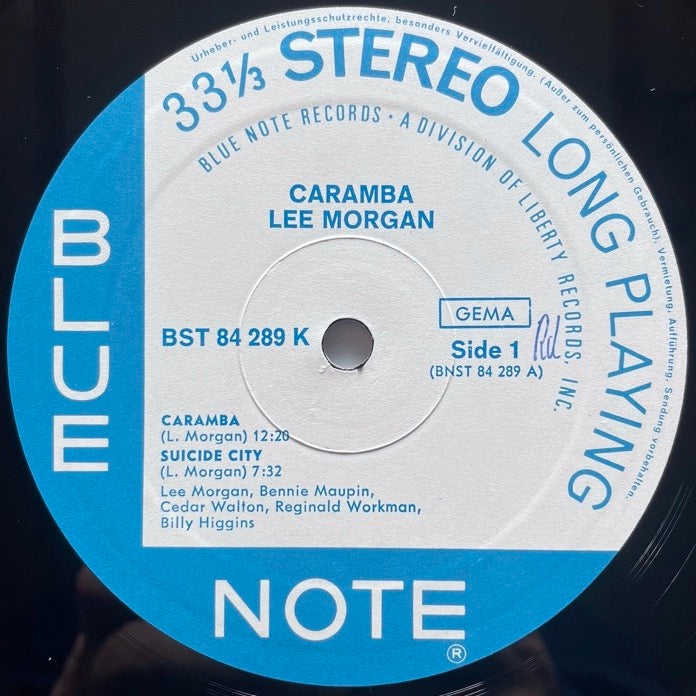 Urheber- und Leistungsschutzrechte, besonders Vervielfältigung, (Außer zum persönlichen Gebrauch), Vermietung, Aufführung, Sendung vorbehalten.
33⅓ STEREO LONG PLAYING
BLUE NOTE RECORDS · A DIVISION OF LIBERTY RECORDS, INC.
CARAMBA
LEE MORGAN
BLUE
BST 84 289 K
GEMA
Side 1
(BNST 84 289 A)
CARAMBA
(L. Morgan) 12:20
SUICIDE CITY
(L. Morgan) 7:32
Lee Morgan, Bennie Maupin,
Cedar Walton, Reginald Workman,
Billy Higgins
NOTE
®